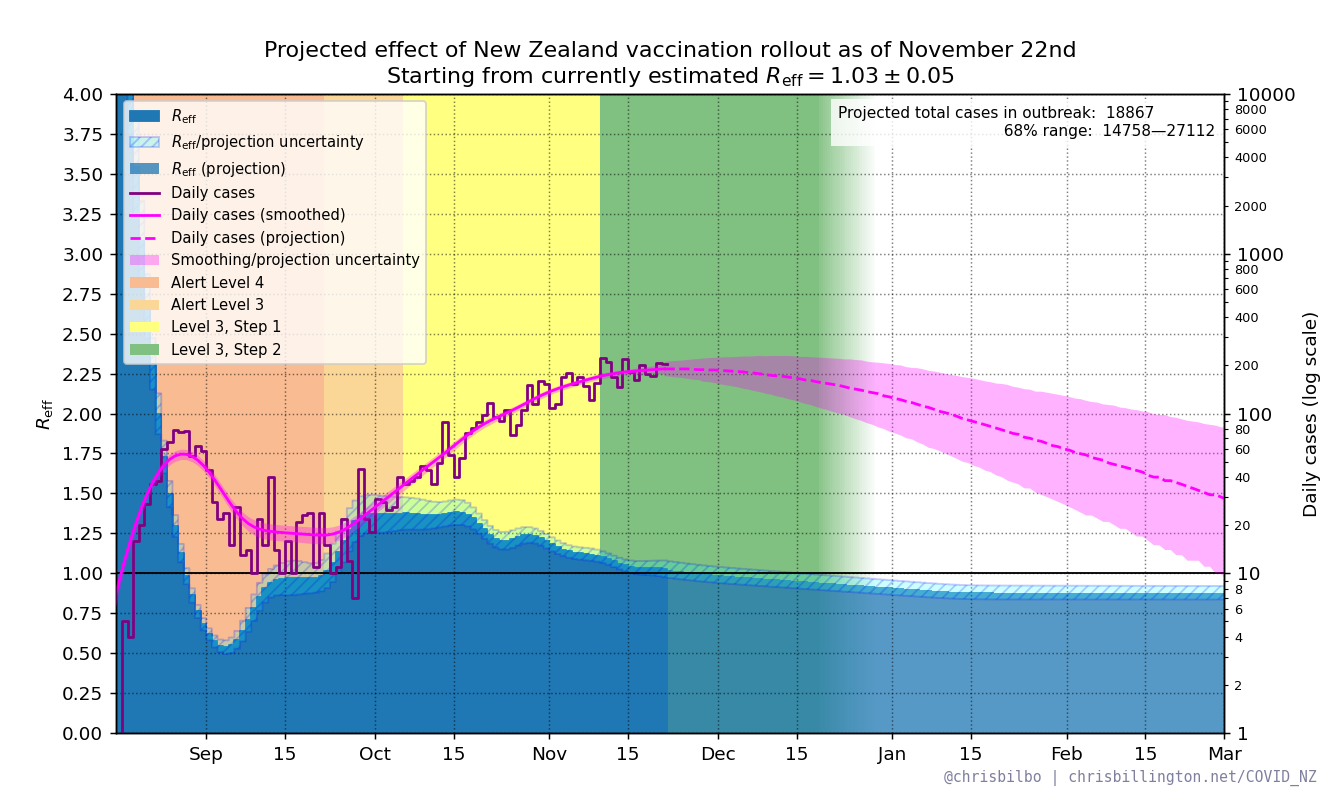 Projected effect of New Zealand vaccination rollout as of November 22nd
Starting from currently estimated R_eff = 1.03 ± 0.05
4.00
3.75
3.50
3.25
3.00
2.75
2.50
2.25
2.00
1.75
1.50
1.25
1.00
0.75
0.50
0.25
0.00
R_eff
R_eff
R_eff/projection uncertainty
R_eff (projection)
Daily cases
Daily cases (smoothed)
Daily cases (projection)
Smoothing/projection uncertainty
Alert Level 4
Alert Level 3
Level 3, Step 1
Level 3, Step 2
Projected total cases in outbreak: 18867
68% range: 14758—27112
10000
8000
6000
4000
2000
1000
800
600
400
200
100
80
60
40
20
10
8
6
4
2
1
Daily cases (log scale)
Sep 15 Oct 15 Nov 15 Dec 15 Jan 15 Feb 15 Mar
@chrisbilbo | chrisbillington.net/COVID_NZ